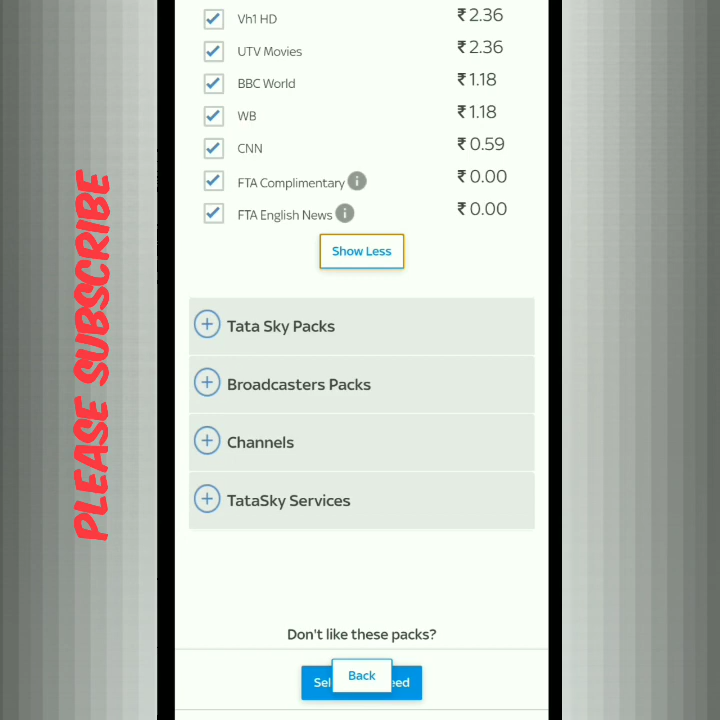 PLEASE SUBSCRIBE
Vh1 HD ₹ 2.36
UTV Movies ₹ 2.36
BBC World ₹ 1.18
WB ₹ 1.18
CNN ₹ 0.59
FTA Complimentary i ₹ 0.00
FTA English News i ₹ 0.00
Show Less
Tata Sky Packs
Broadcasters Packs
Channels
TataSky Services
Don't like these packs?
Back